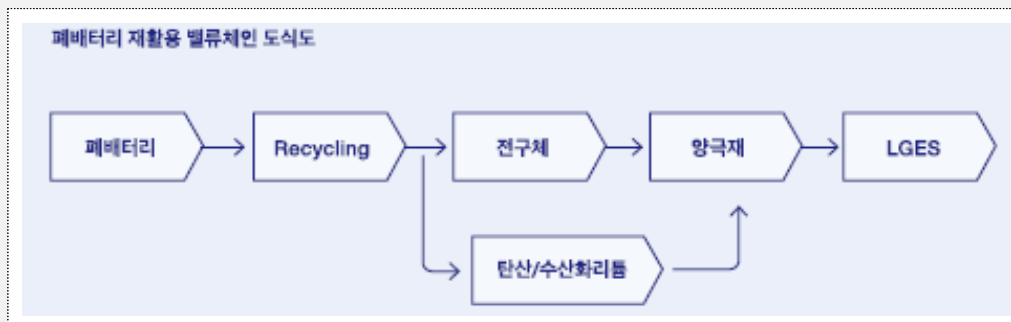 폐배터리 재활용 밸류체인 도식도
폐배터리
Recycling
전구체
양극재
LGES
탄산/수산화리튬